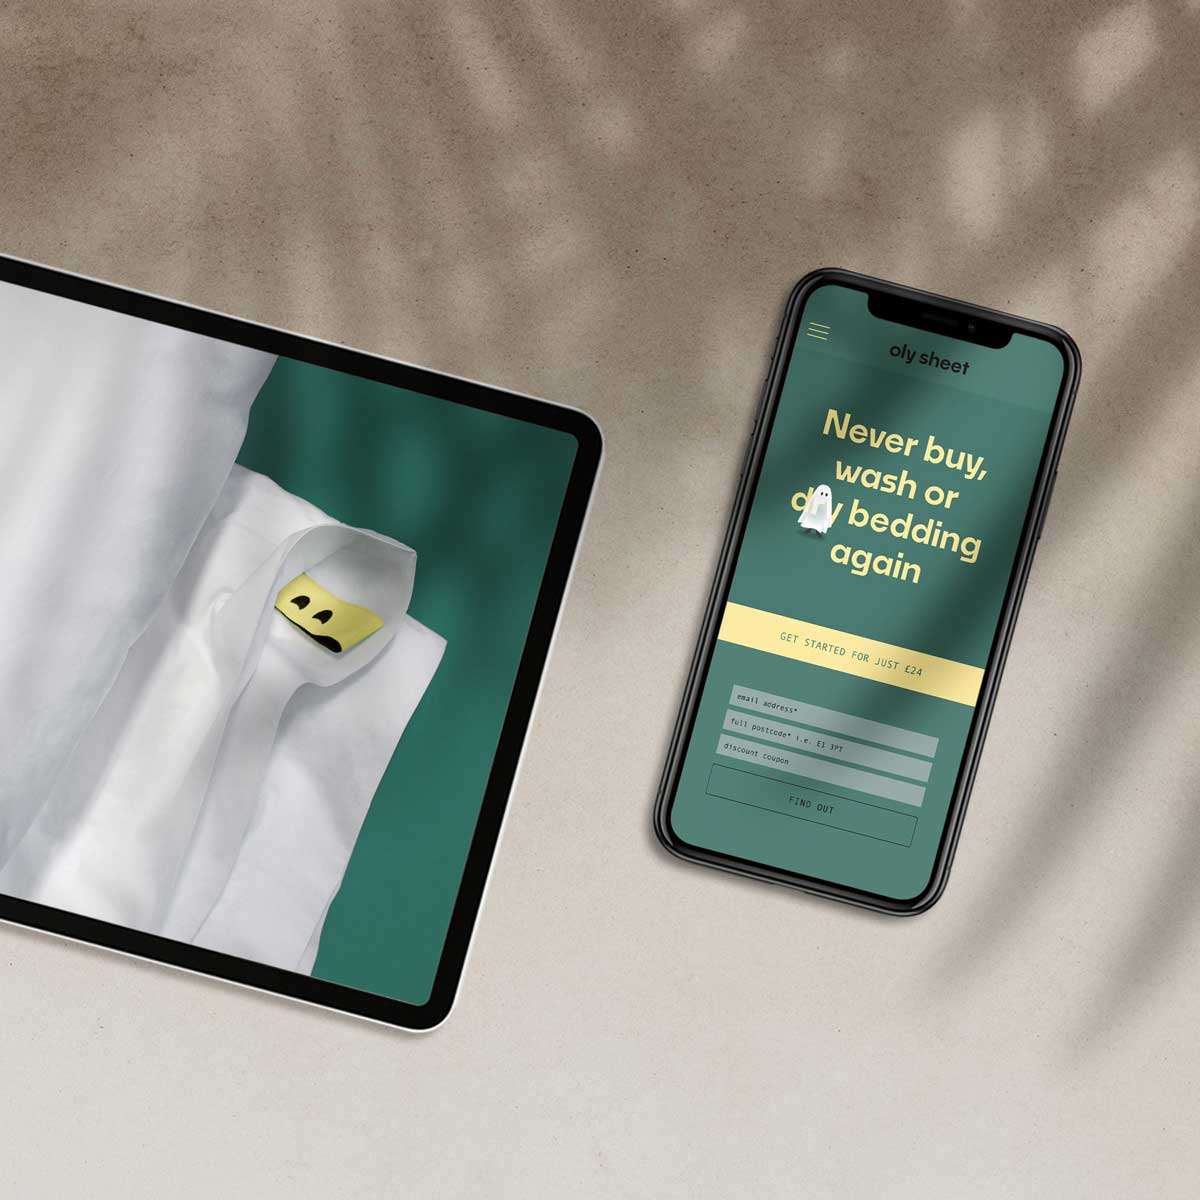 oly sheet
Never buy,
wash or
dry bedding
again
GET STARTED FOR JUST £24
email address*
full postcode* i.e. E1 3PT
discount coupon
FIND OUT